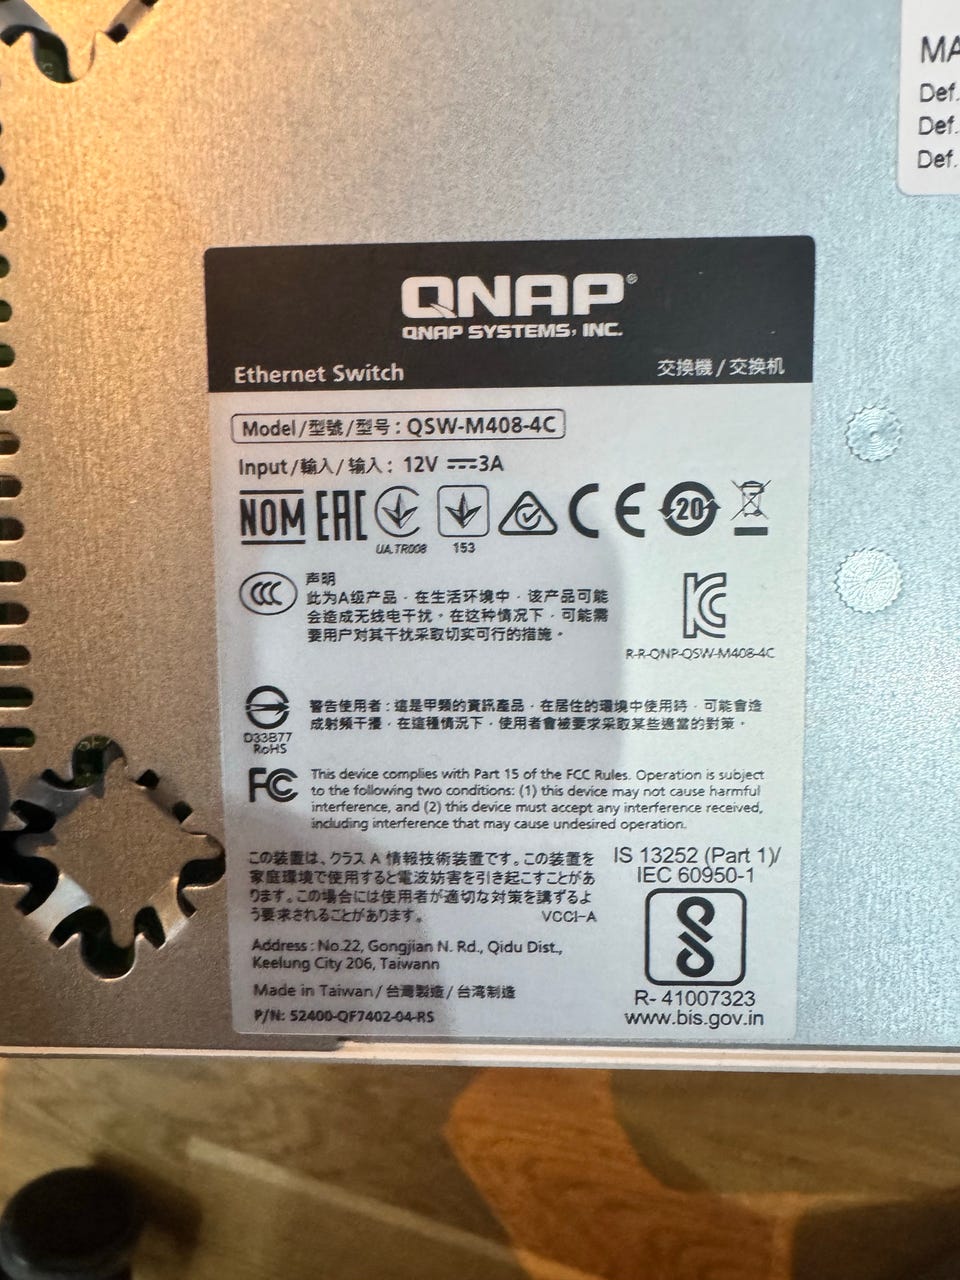 MA
Def.
Def.
Def.
QNAP®
QNAP SYSTEMS, INC.
Ethernet Switch
交換機 / 交换机
Model/型號/型号 : QSW-M408-4C
Input/輸入/输入 : 12V ⎓3A
NOM EAC
UA.TR008
153
CE
20
CCC
声明
此为A级产品，在生活环境中，该产品可能
会造成无线电干扰。在这种情况下，可能需
要用户对其干扰采取切实可行的措施。
KC
R-R-QNP-QSW-M408-4C
D33B77
RoHS
警告使用者 : 這是甲類的資訊產品，在居住的環境中使用時，可能會造
成射頻干擾，在這種情況下，使用者會被要求采取某些適當的對策。
FC
This device complies with Part 15 of the FCC Rules. Operation is subject
to the following two conditions: (1) this device may not cause harmful
interference, and (2) this device must accept any interference received,
including interference that may cause undesired operation.
この装置は、クラス A 情報技術装置です。この装置を
家庭環境で使用すると電波妨害を引き起こすことがあ
ります。この場合には使用者が適切な対策を講ずるよ
う要求されることがあります。 VCCI-A
IS 13252 (Part 1)/
IEC 60950-1
R- 41007323
www.bis.gov.in
Address : No.22, Gongjian N. Rd., Qidu Dist.,
Keelung City 206, Taiwann
Made in Taiwan / 台灣製造 / 台湾制造
P/N: 52400-QF7402-04-RS